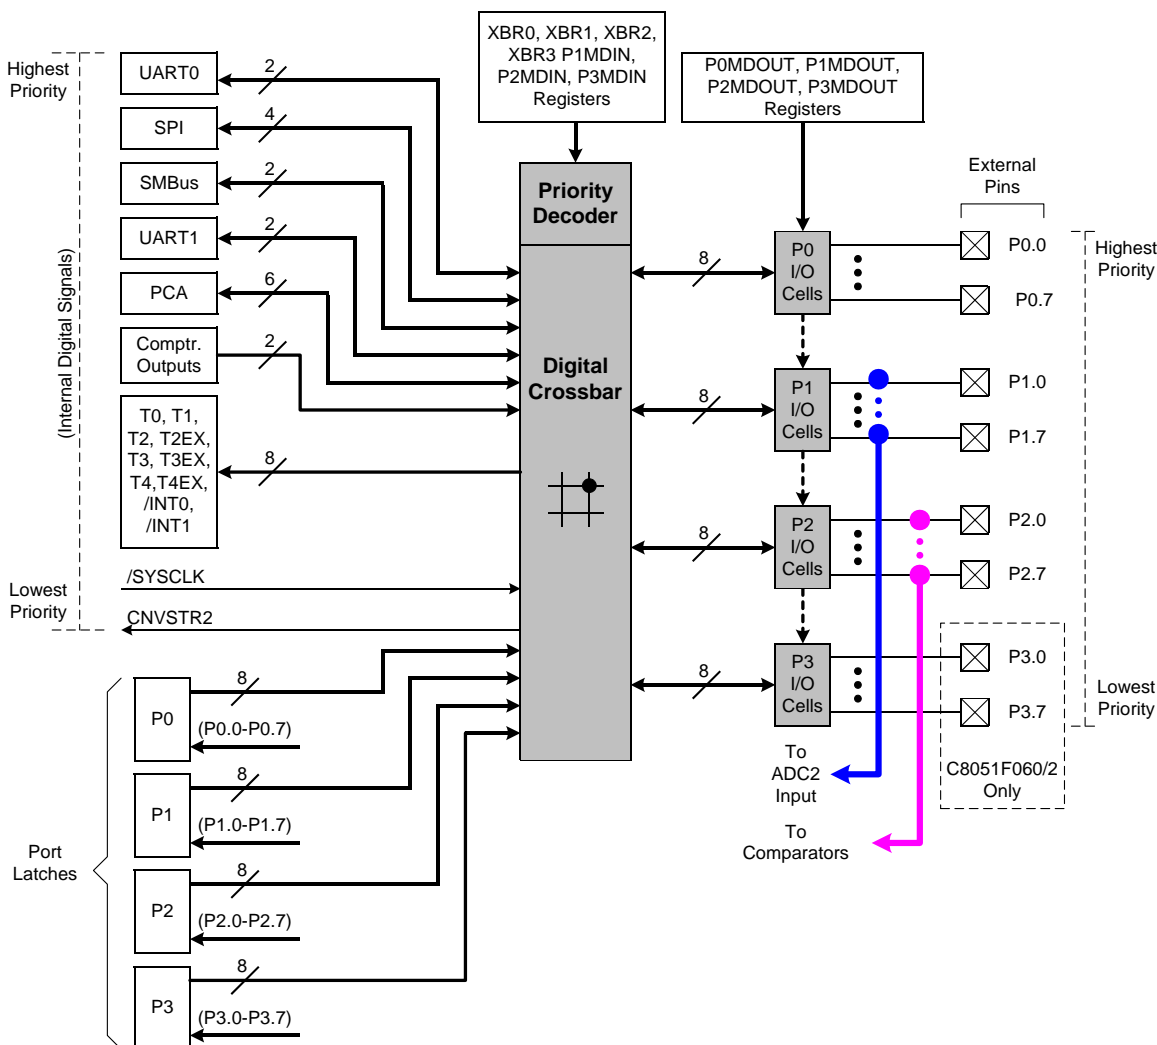 XBR0, XBR1, XBR2,
XBR3 P1MDIN,
P2MDIN, P3MDIN
Registers
P0MDOUT, P1MDOUT,
P2MDOUT, P3MDOUT
Registers
Highest
Priority
(Internal Digital Signals)
Lowest
Priority
UART0
2
SPI
4
SMBus
2
UART1
2
PCA
6
Comptr.
Outputs
2
T0, T1,
T2, T2EX,
T3, T3EX,
T4,T4EX,
/INT0,
/INT1
8
/SYSCLK
CNVSTR2
Priority
Decoder
Digital
Crossbar
8
P0
I/O
Cells
8
P1
I/O
Cells
8
P2
I/O
Cells
8
P3
I/O
Cells
External
Pins
P0.0
P0.7
P1.0
P1.7
P2.0
P2.7
P3.0
P3.7
C8051F060/2
Only
Highest
Priority
Lowest
Priority
To
ADC2
Input
To
Comparators
Port
Latches
P0
8
(P0.0-P0.7)
P1
8
(P1.0-P1.7)
P2
8
(P2.0-P2.7)
P3
8
(P3.0-P3.7)